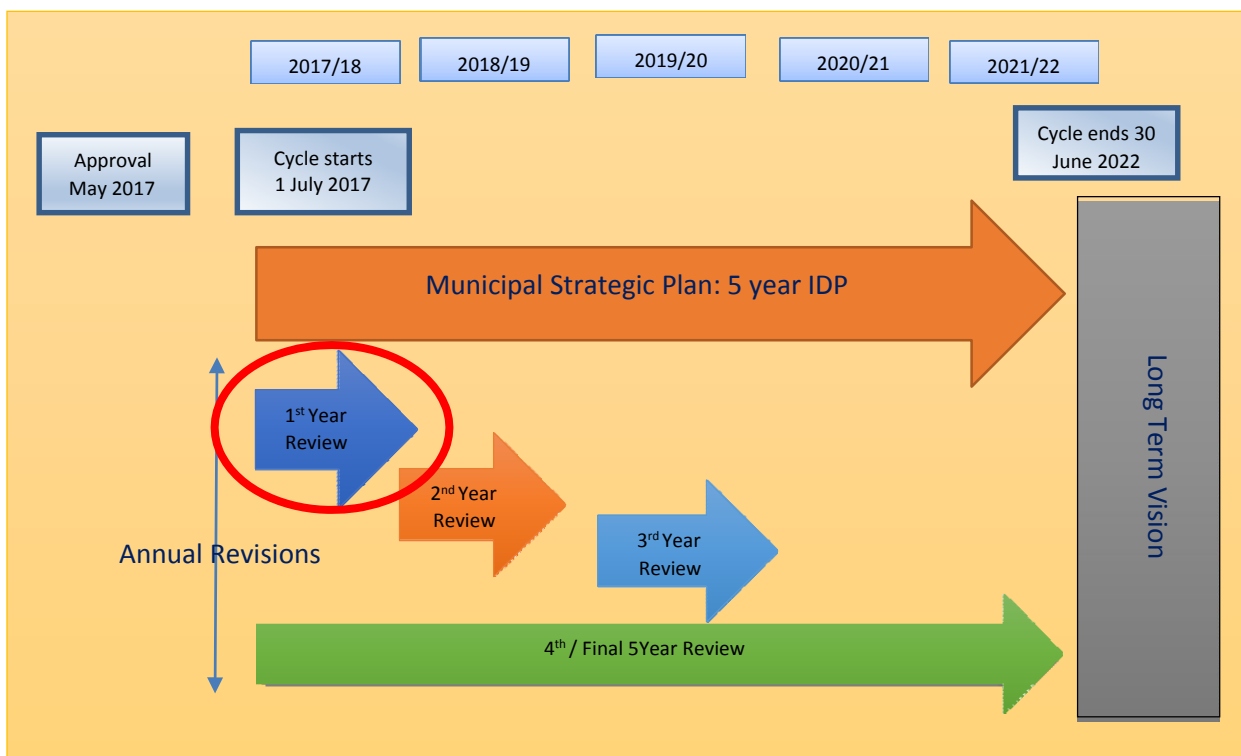 2017/18
2018/19
2019/20
2020/21
2021/22
Approval
May 2017
Cycle starts
1 July 2017
Cycle ends 30
June 2022
Municipal Strategic Plan: 5 year IDP
1st Year
Review
2nd Year
Review
3rd Year
Review
Annual Revisions
4th / Final 5Year Review
Long Term Vision